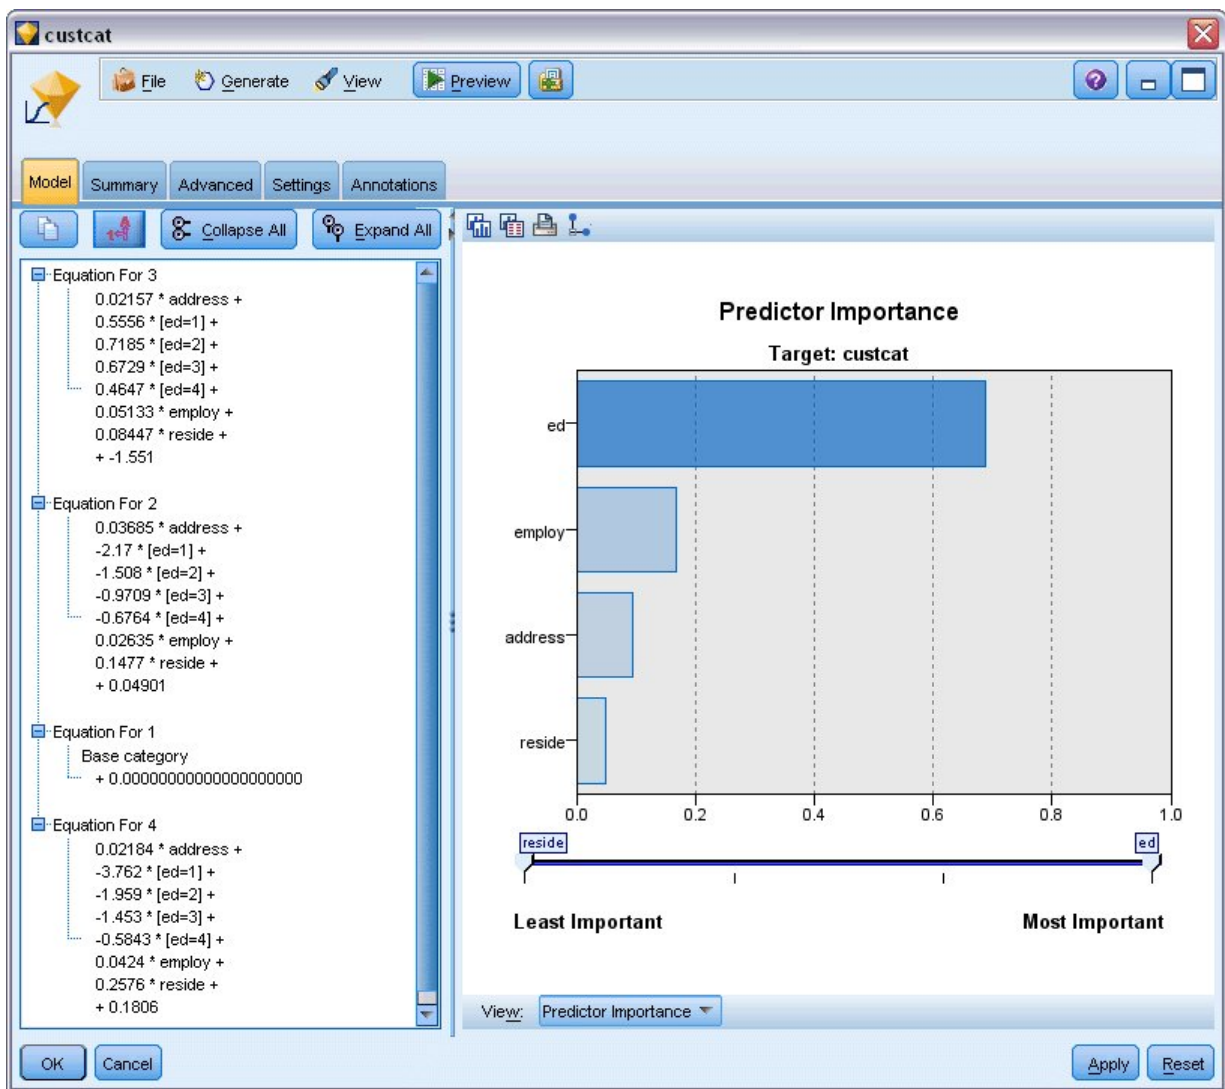 custcat
File Generate View Preview
Model Summary Advanced Settings Annotations
Collapse All Expand All
Equation For 3
0.02157 * address +
0.5556 * [ed=1] +
0.7185 * [ed=2] +
0.6729 * [ed=3] +
0.4647 * [ed=4] +
0.05133 * employ +
0.08447 * reside +
+ -1.551
Equation For 2
0.03685 * address +
-2.17 * [ed=1] +
-1.508 * [ed=2] +
-0.9709 * [ed=3] +
-0.6764 * [ed=4] +
0.02635 * employ +
0.1477 * reside +
+ 0.04901
Equation For 1
Base category
+ 0.00000000000000000000
Equation For 4
0.02184 * address +
-3.762 * [ed=1] +
-1.959 * [ed=2] +
-1.453 * [ed=3] +
-0.5843 * [ed=4] +
0.0424 * employ +
0.2576 * reside +
+ 0.1806
Predictor Importance
Target: custcat
ed
employ
address
reside
0.0 0.2 0.4 0.6 0.8 1.0
reside ed
Least Important Most Important
View: Predictor Importance
OK Cancel Apply Reset